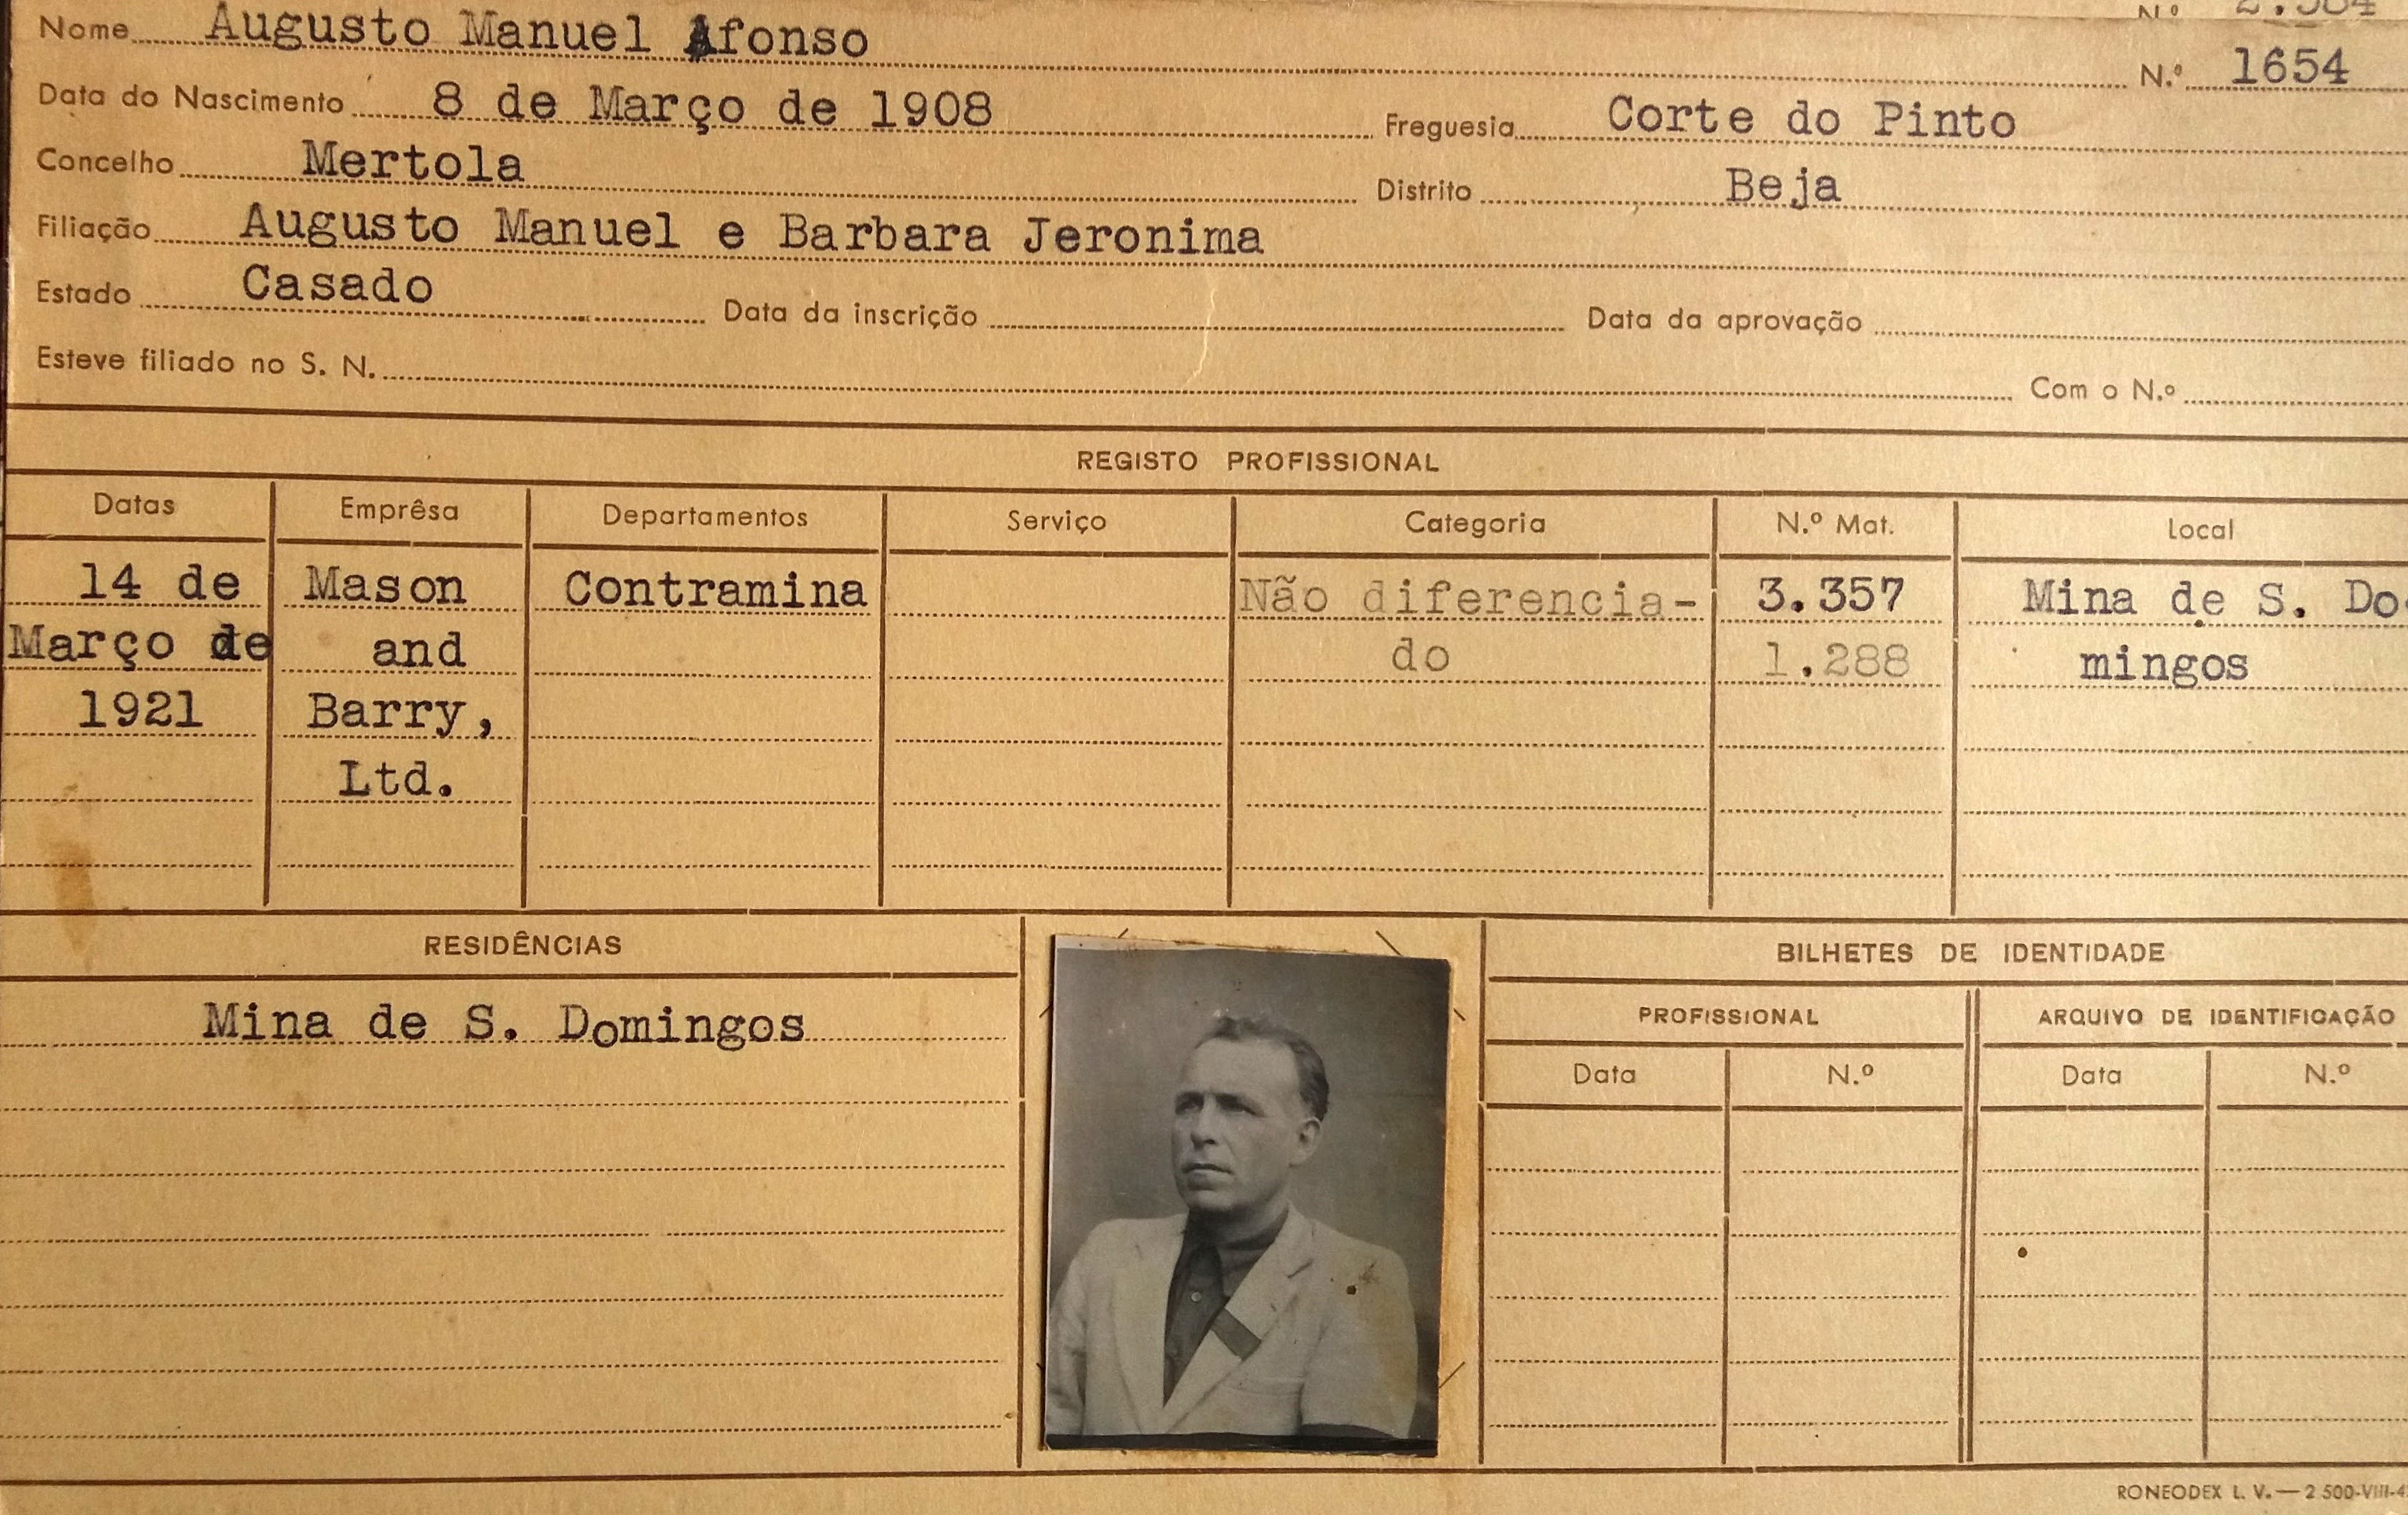 Nome Augusto Manuel Afonso
N.º 1654
Data do Nascimento 8 de Março de 1908 Freguesia Corte do Pinto
Concelho Mertola Distrito Beja
Filiação Augusto Manuel e Barbara Jeronima
Estado Casado Data da inscrição Data da aprovação
Esteve filiado no S. N. Com o N.º
REGISTO PROFISSIONAL
Datas Emprêsa Departamentos Serviço Categoria N.º Mat. Local
14 de Mason Contramina Não diferencia- 3.357 Mina de S. Do-
Março de and do 1.288 mingos
1921 Barry,
Ltd.
RESIDÊNCIAS BILHETES DE IDENTIDADE
Mina de S. Domingos PROFISSIONAL ARQUIVO DE IDENTIFICAÇÃO
Data N.º Data N.º
RONEODEX L. V. — 2 500-VIII-4